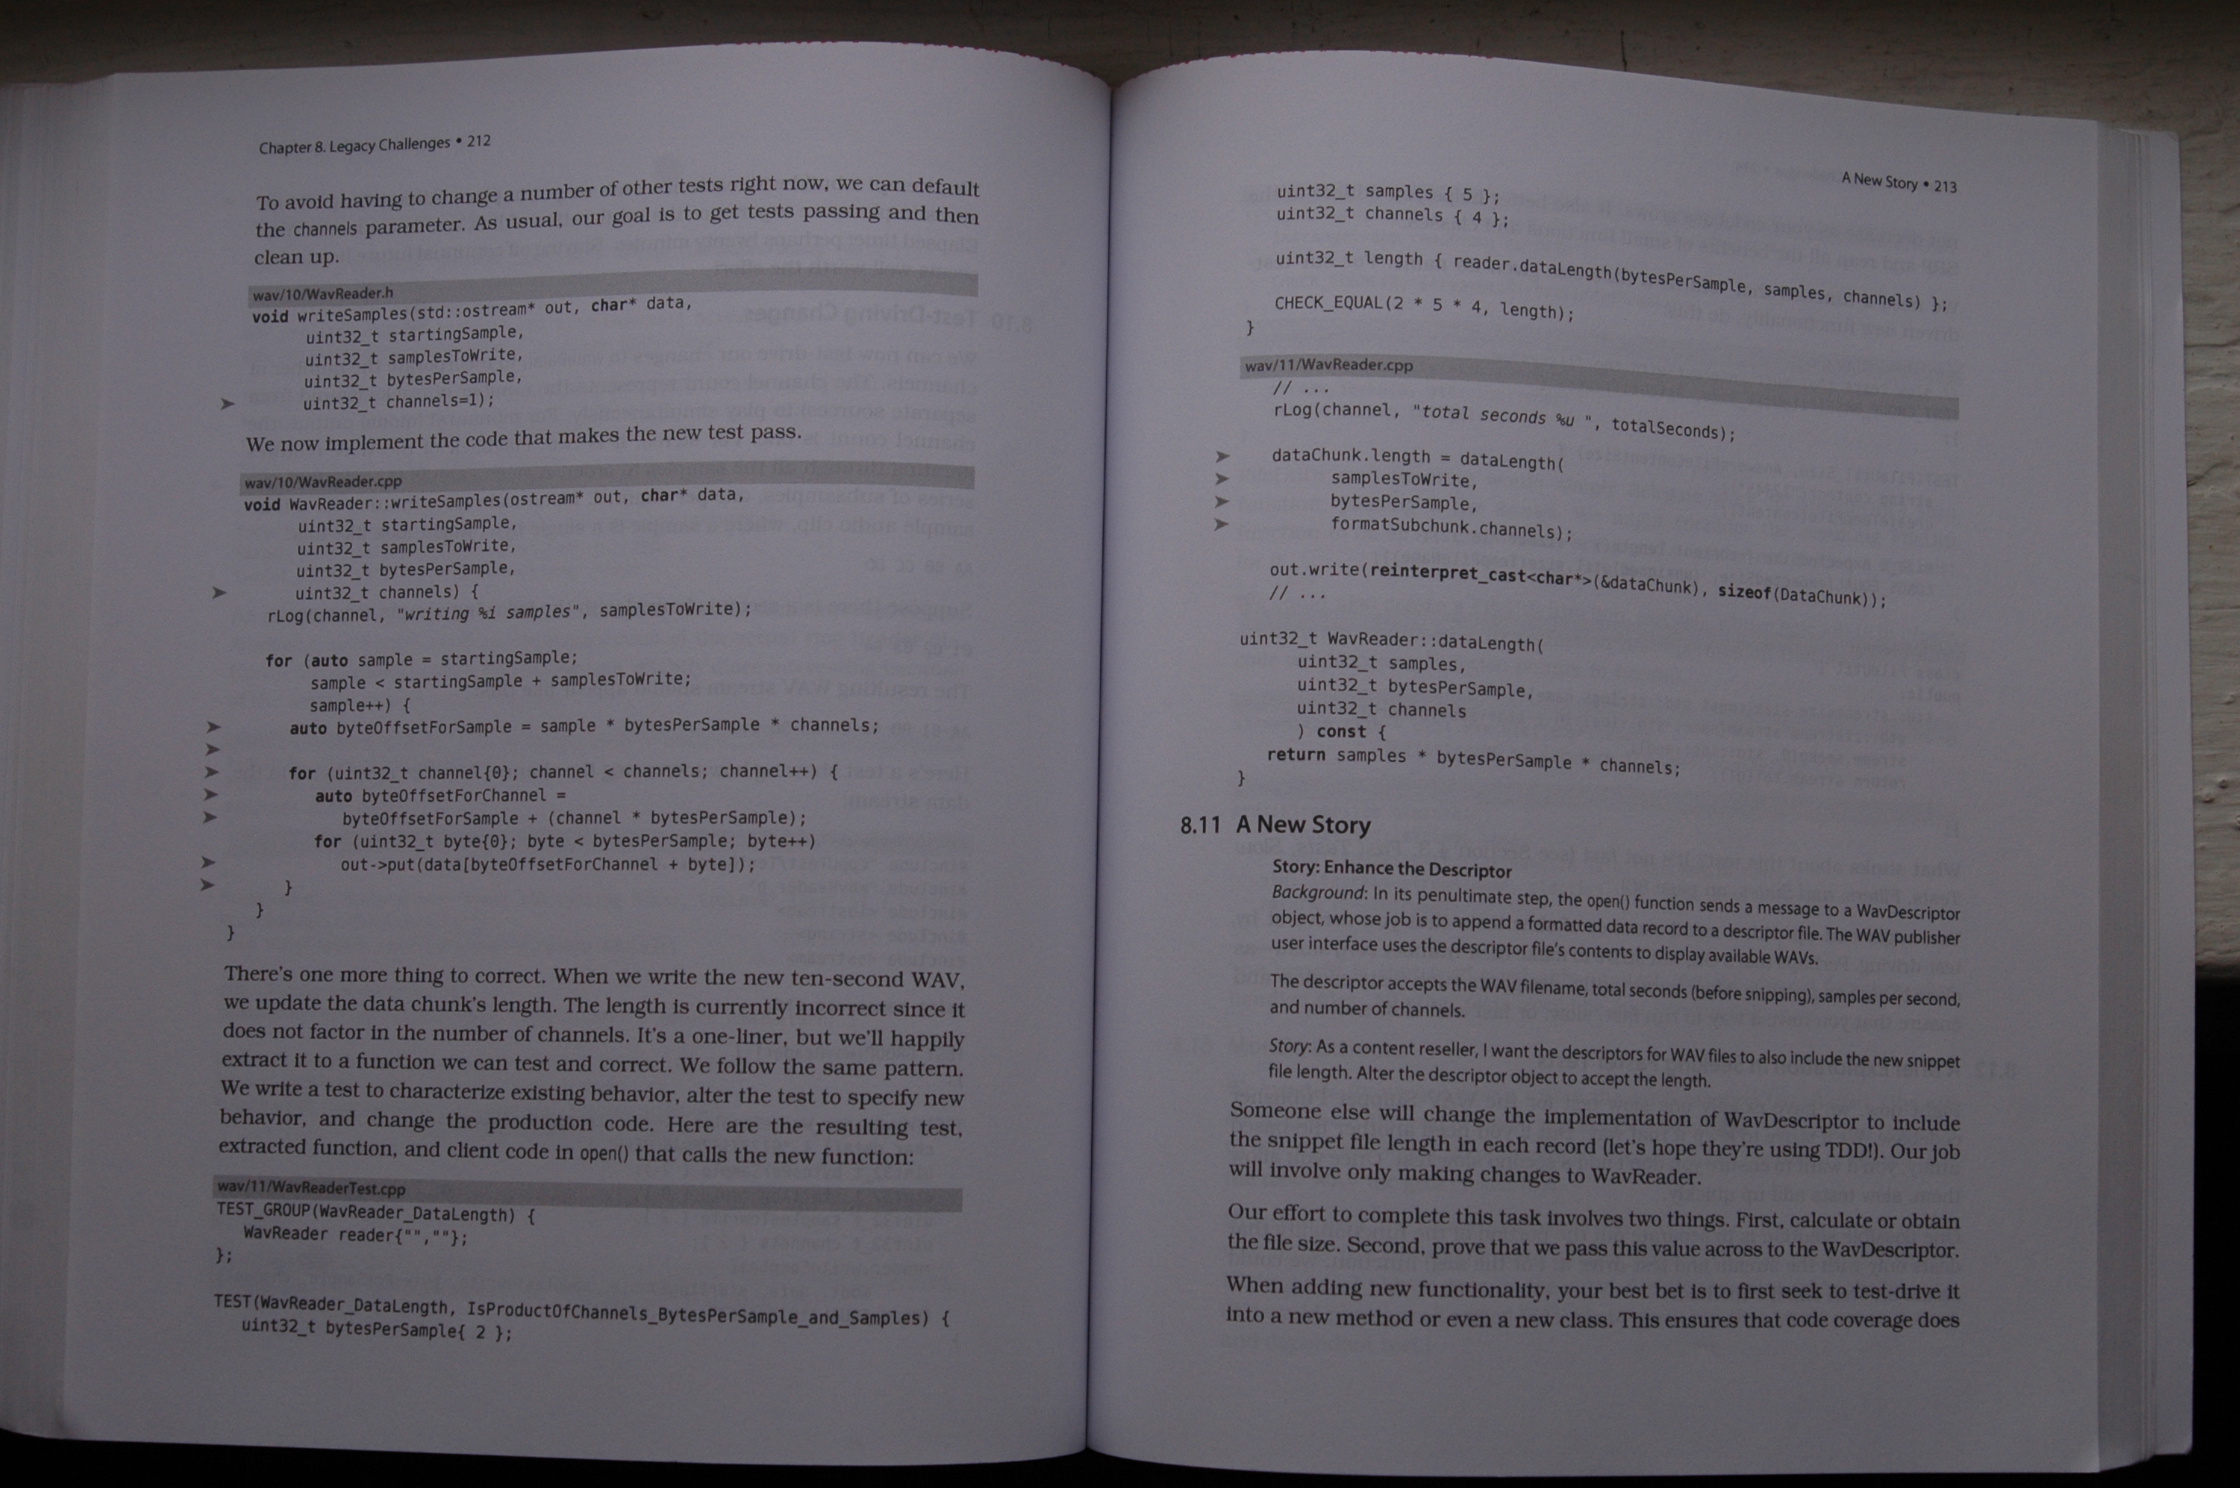 Chapter 8. Legacy Challenges • 212
To avoid having to change a number of other tests right now, we can default
the channels parameter. As usual, our goal is to get tests passing and then
clean up.
wav/10/WavReader.h
void writeSamples(std::ostream* out, char* data,
uint32_t startingSample,
uint32_t samplesToWrite,
uint32_t bytesPerSample,
➤ uint32_t channels=1);
We now implement the code that makes the new test pass.
wav/10/WavReader.cpp
void WavReader::writeSamples(ostream* out, char* data,
uint32_t startingSample,
uint32_t samplesToWrite,
uint32_t bytesPerSample,
➤ uint32_t channels) {
rLog(channel, "writing %i samples", samplesToWrite);
for (auto sample = startingSample;
sample < startingSample + samplesToWrite;
sample++) {
➤ auto byteOffsetForSample = sample * bytesPerSample * channels;
➤
➤ for (uint32_t channel{0}; channel < channels; channel++) {
➤ auto byteOffsetForChannel =
➤ byteOffsetForSample + (channel * bytesPerSample);
for (uint32_t byte{0}; byte < bytesPerSample; byte++)
➤ out->put(data[byteOffsetForChannel + byte]);
➤ }
}
}
There's one more thing to correct. When we write the new ten-second WAV,
we update the data chunk's length. The length is currently incorrect since it
does not factor in the number of channels. It's a one-liner, but we'll happily
extract it to a function we can test and correct. We follow the same pattern.
We write a test to characterize existing behavior, alter the test to specify new
behavior, and change the production code. Here are the resulting test,
extracted function, and client code in open() that calls the new function:
wav/11/WavReaderTest.cpp
TEST_GROUP(WavReader_DataLength) {
WavReader reader{"",""};
};
TEST(WavReader_DataLength, IsProductOfChannels_BytesPerSample_and_Samples) {
uint32_t bytesPerSample{ 2 };
A New Story • 213
uint32_t samples { 5 };
uint32_t channels { 4 };
uint32_t length { reader.dataLength(bytesPerSample, samples, channels) };
CHECK_EQUAL(2 * 5 * 4, length);
}
wav/11/WavReader.cpp
// ...
rLog(channel, "total seconds %u ", totalSeconds);
➤ dataChunk.length = dataLength(
➤ samplesToWrite,
➤ bytesPerSample,
➤ formatSubchunk.channels);
out.write(reinterpret_cast<char*>(&dataChunk), sizeof(DataChunk));
// ...
uint32_t WavReader::dataLength(
uint32_t samples,
uint32_t bytesPerSample,
uint32_t channels
) const {
return samples * bytesPerSample * channels;
}
8.11 A New Story
Story: Enhance the Descriptor
Background: In its penultimate step, the open() function sends a message to a WavDescriptor
object, whose job is to append a formatted data record to a descriptor file. The WAV publisher
user interface uses the descriptor file's contents to display available WAVs.
The descriptor accepts the WAV filename, total seconds (before snipping), samples per second,
and number of channels.
Story: As a content reseller, I want the descriptors for WAV files to also include the new snippet
file length. Alter the descriptor object to accept the length.
Someone else will change the implementation of WavDescriptor to include
the snippet file length in each record (let's hope they're using TDD!). Our job
will involve only making changes to WavReader.
Our effort to complete this task involves two things. First, calculate or obtain
the file size. Second, prove that we pass this value across to the WavDescriptor.
When adding new functionality, your best bet is to first seek to test-drive it
into a new method or even a new class. This ensures that code coverage does